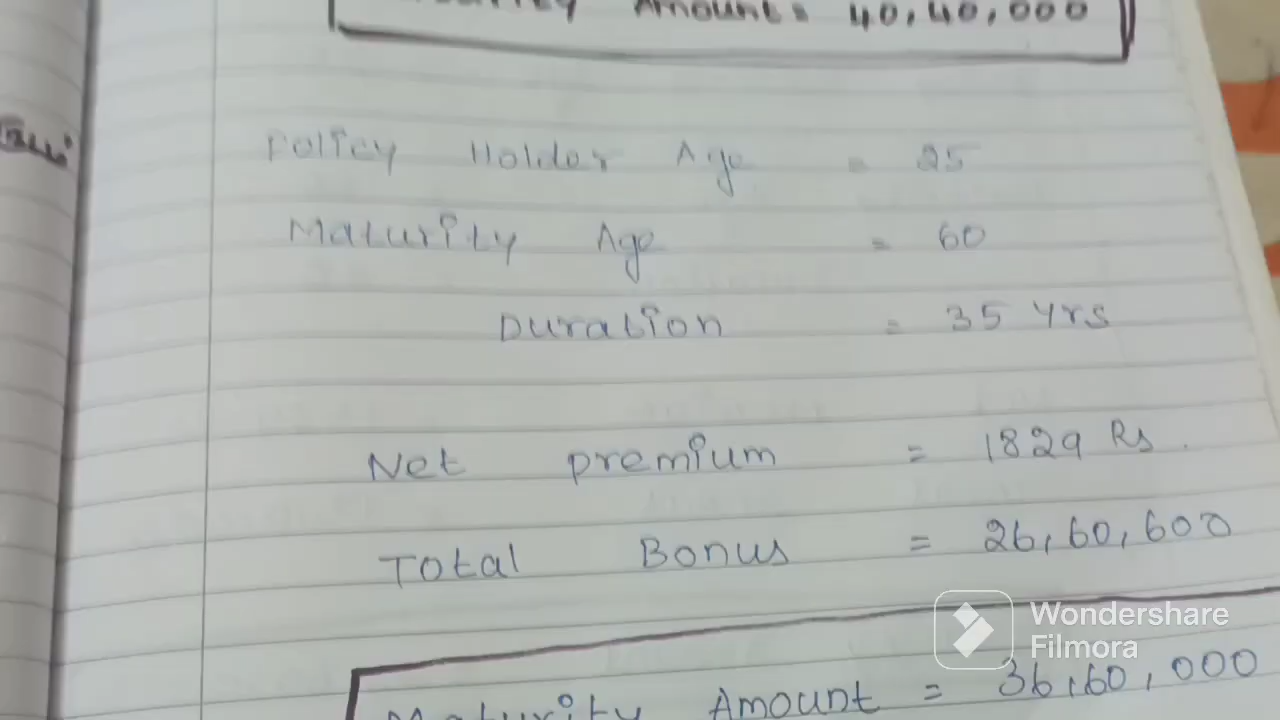 Amount = 40,40,000
Policy Holder Age = 25
Maturity Age = 60
Duration = 35 Yrs
Net Premium = 1829 Rs.
Total Bonus = 26,60,600
Wondershare
Filmora
Maturity Amount = 36,60,000